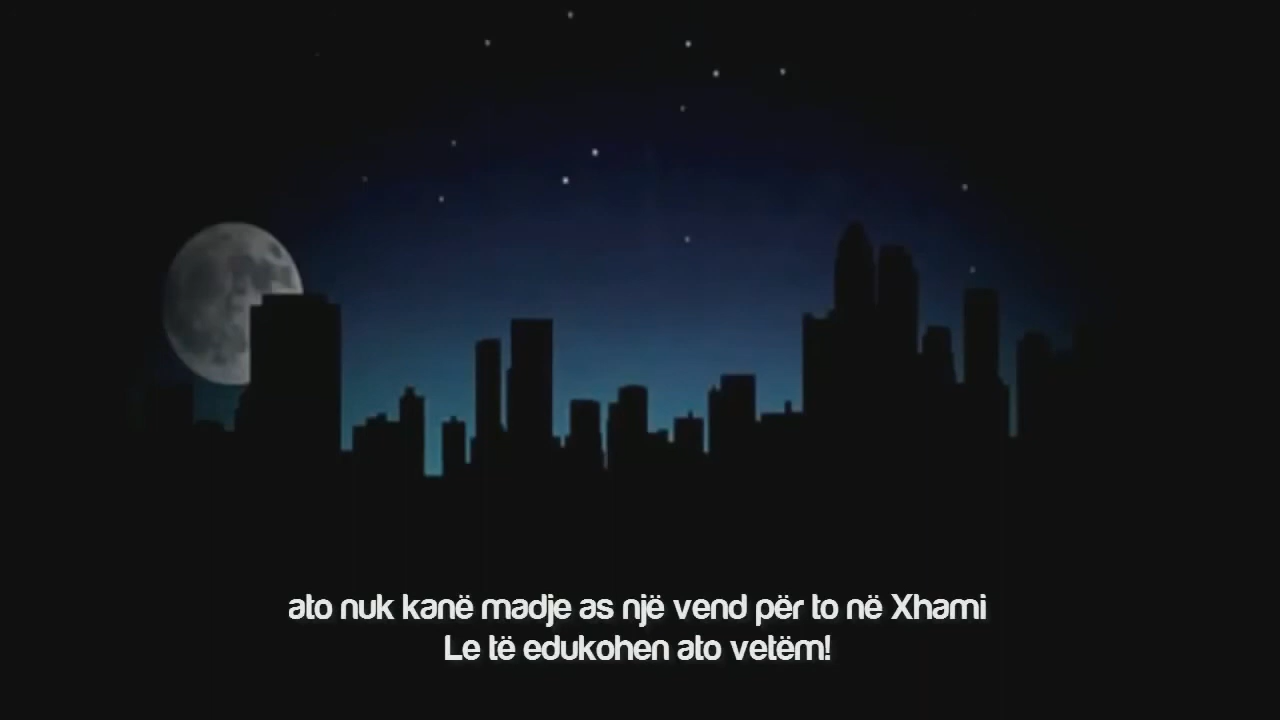 ato nuk kanë madje as një vend për to në Xhami
Le të edukohen ato vetëm!